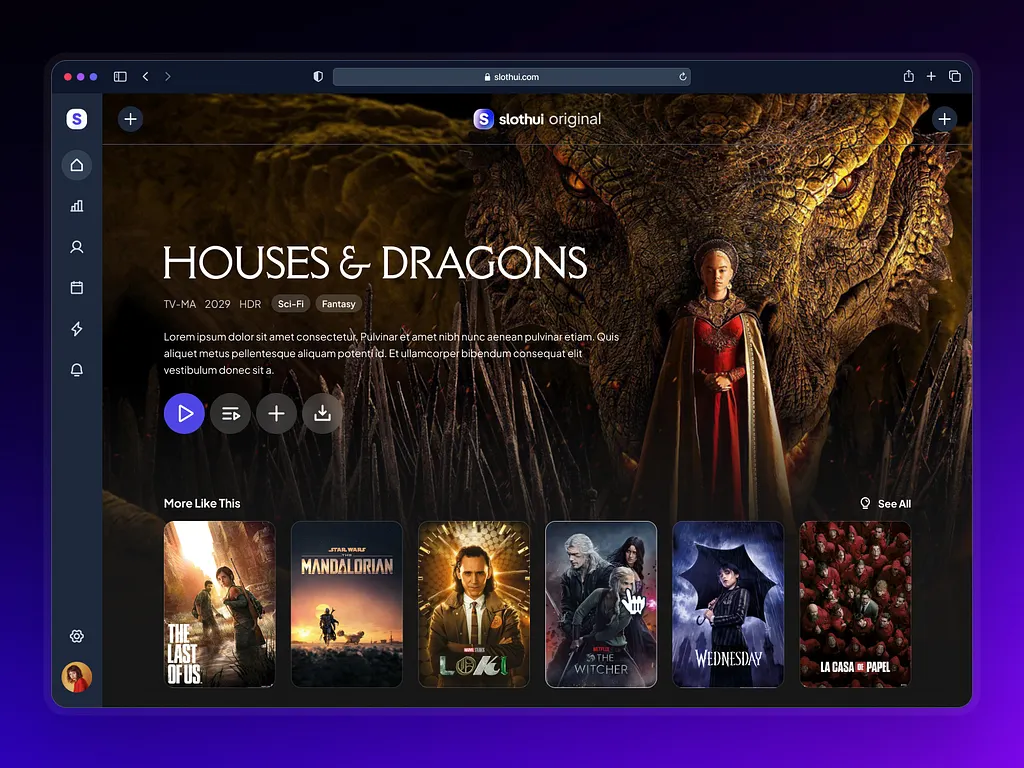 slothui.com
S
S slothui original
HOUSES & DRAGONS
TV-MA 2029 HDR Sci-Fi Fantasy
Lorem ipsum dolor sit amet consectetur. Pulvinar et amet nibh nunc aenean pulvinar etiam. Quis
aliquet metus pellentesque aliquam potenti id. Et ullamcorper bibendum consequat elit
vestibulum donec sit a.
More Like This
See All
THE
LAST
OF US
STAR WARS
THE
MANDALORIAN
MARVEL STUDIOS
LOKI
NETFLIX
THE
WITCHER
WEDNESDAY
LA CASA DE PAPEL